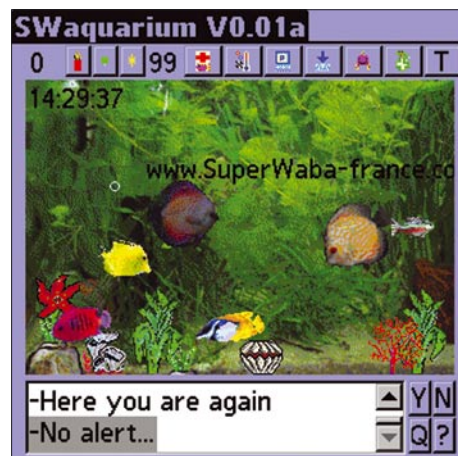 SWaquarium V0.01a
0 99 T
14:29:37
www.SuperWaba-france.co
-Here you are again
-No alert...
Y N
Q ?